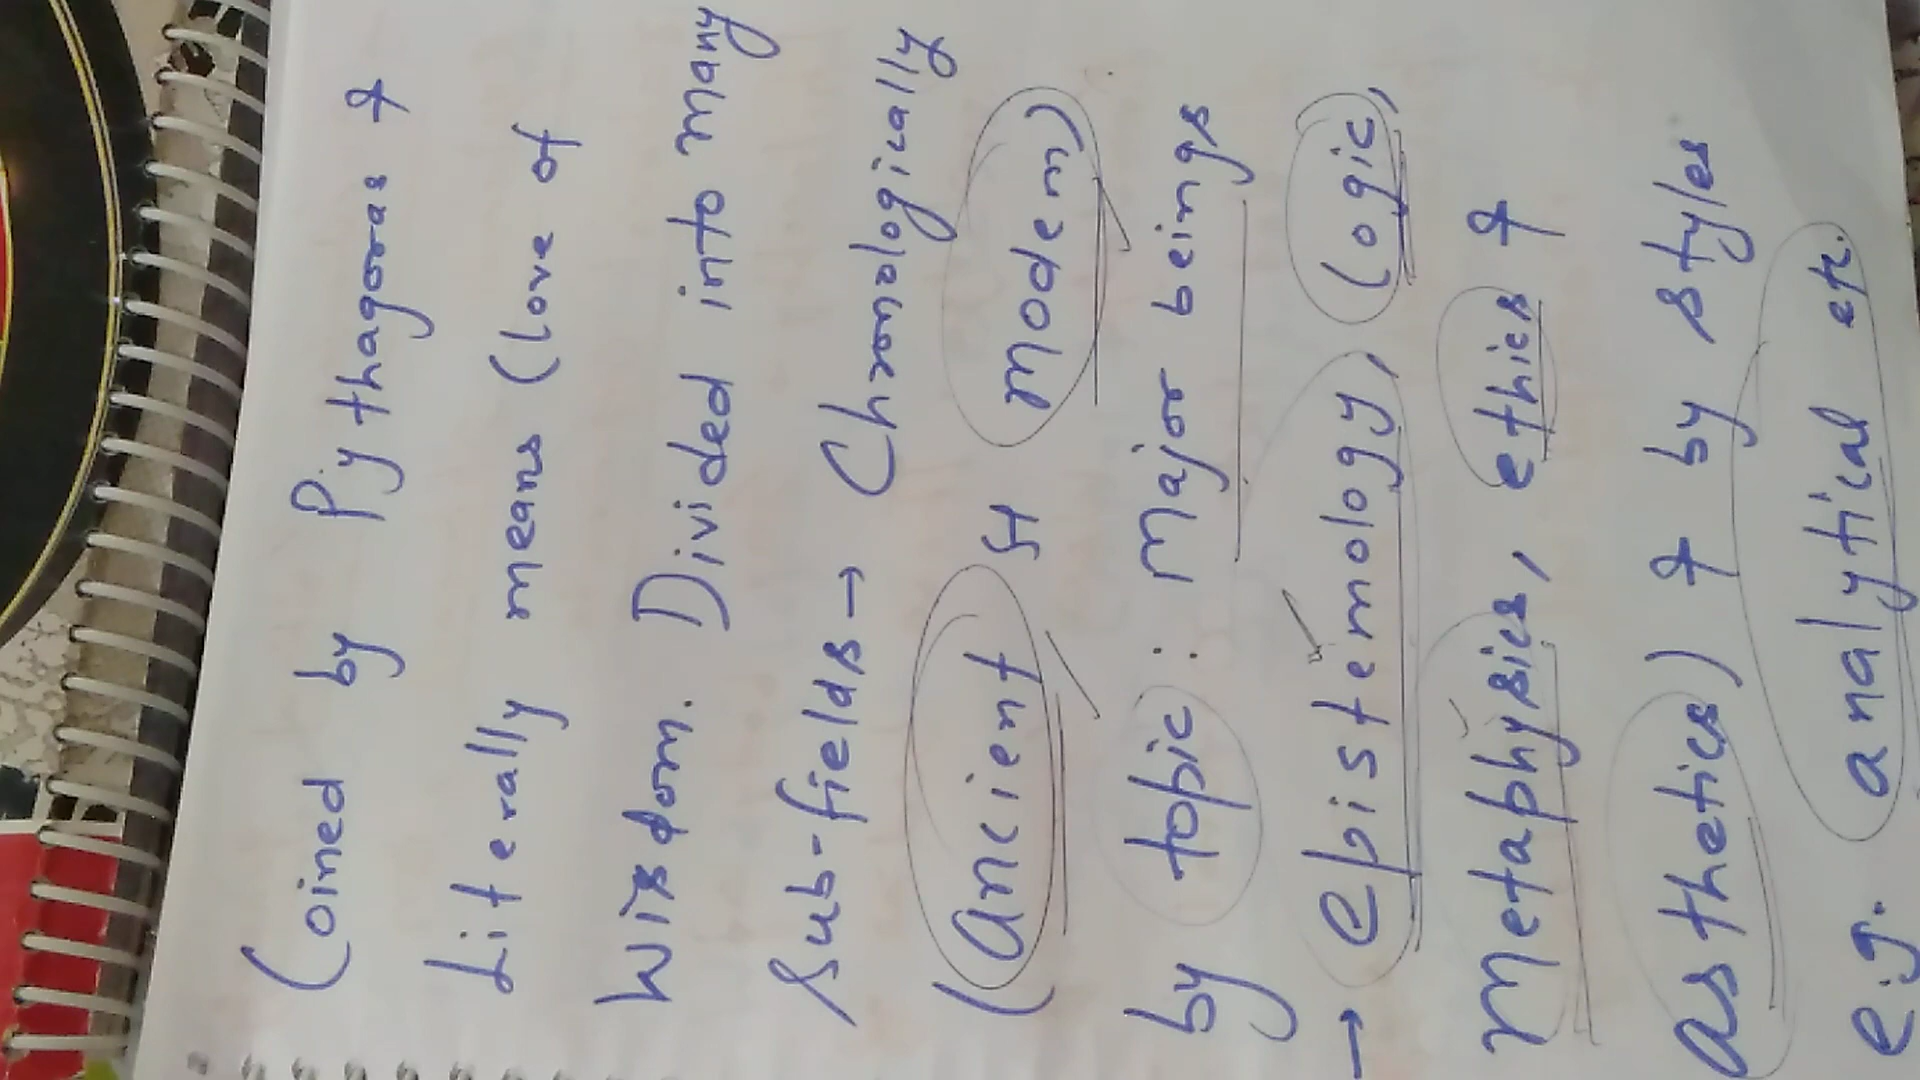 Coined by Pythagoras &
Literally means (love of
Wisdom. Divided into many
Sub-fields → Chronologically
(ancient & modern)
by topic : major beings
→ epistemology, (logic,
metaphysics, ethics &
asthetics) & by styles
e.g. analytical etc.